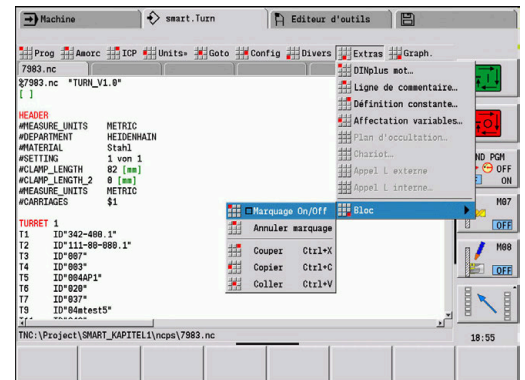 Machine
smart.Turn
Editeur d'outils
Prog Amorc ICP Units» Goto Config Divers Extras Graph.
7983.nc
%7983.nc "TURN_V1.0"
[ ]
HEADER
#MEASURE_UNITS METRIC
#DEPARTMENT HEIDENHAIN
#MATERIAL Stahl
#SETTING 1 von 1
#CLAMP_LENGTH 82 [mm]
#CLAMP_LENGTH_2 0 [mm]
#MEASURE_UNITS METRIC
#CARRIAGES $1
TURRET 1
T1 ID"342-400.1"
T2 ID"111-80-080.1"
T3 ID"007"
T4 ID"003"
T5 ID"004AP1"
T6 ID"020"
T7 ID"037"
T9 ID"04mtest5"
DINplus mot…
Ligne de commentaire…
Définition constante…
Affectation variables…
Plan d'occultation…
Chariot…
Appel L externe
Appel L interne…
Bloc
Marquage On/Off
Annuler marquage
Couper Ctrl+X
Copier Ctrl+C
Coller Ctrl+V
ND PGM
OFF
ON
M07
OFF
M08
OFF
TNC:\Project\SMART_KAPITEL1\ncps\7983.nc
18:55